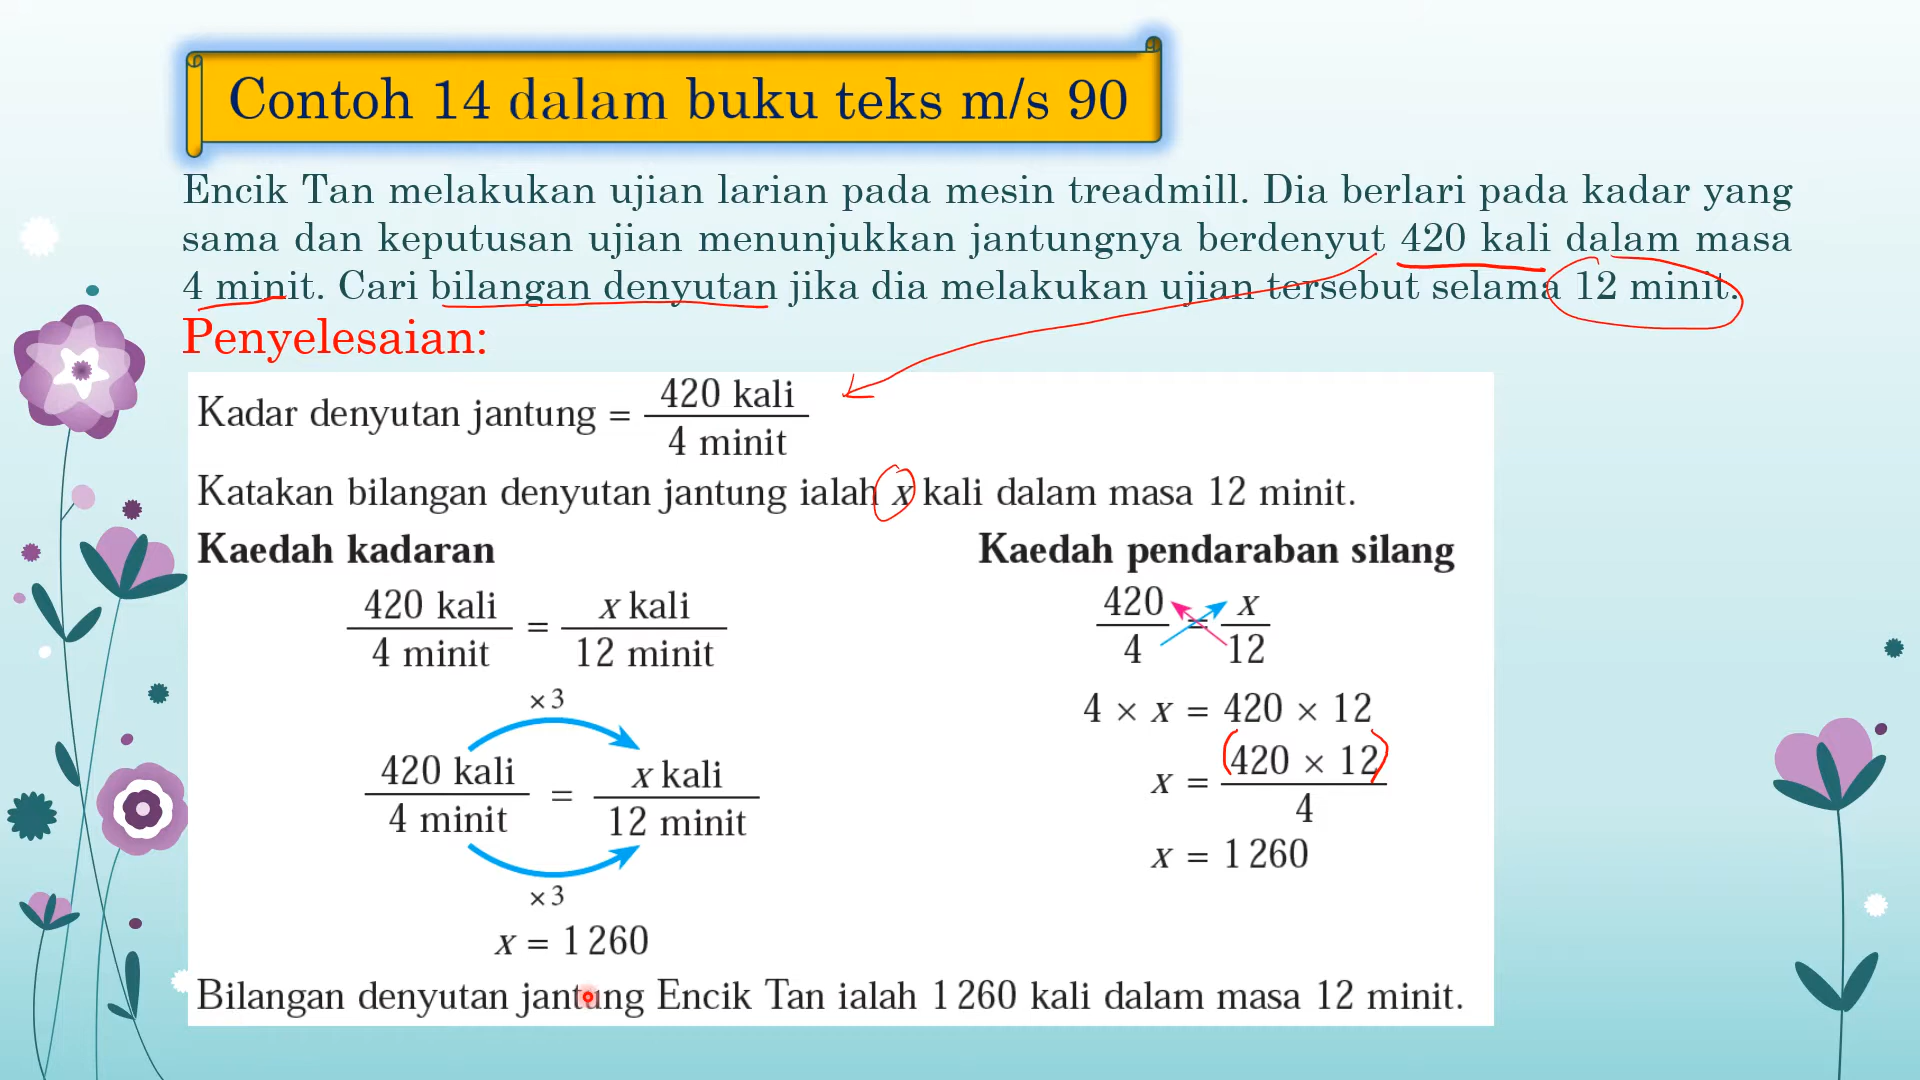 Contoh 14 dalam buku teks m/s 90
Encik Tan melakukan ujian larian pada mesin treadmill. Dia berlari pada kadar yang
sama dan keputusan ujian menunjukkan jantungnya berdenyut 420 kali dalam masa
4 minit. Cari bilangan denyutan jika dia melakukan ujian tersebut selama 12 minit.
Penyelesaian:
Kadar denyutan jantung = 420 kali / 4 minit
Katakan bilangan denyutan jantung ialah x kali dalam masa 12 minit.
Kaedah kadaran
420 kali / 4 minit = x kali / 12 minit
×3
420 kali / 4 minit = x kali / 12 minit
×3
x = 1 260
Kaedah pendaraban silang
420 / 4 = x / 12
4 × x = 420 × 12
x = (420 × 12) / 4
x = 1 260
Bilangan denyutan jantung Encik Tan ialah 1 260 kali dalam masa 12 minit.